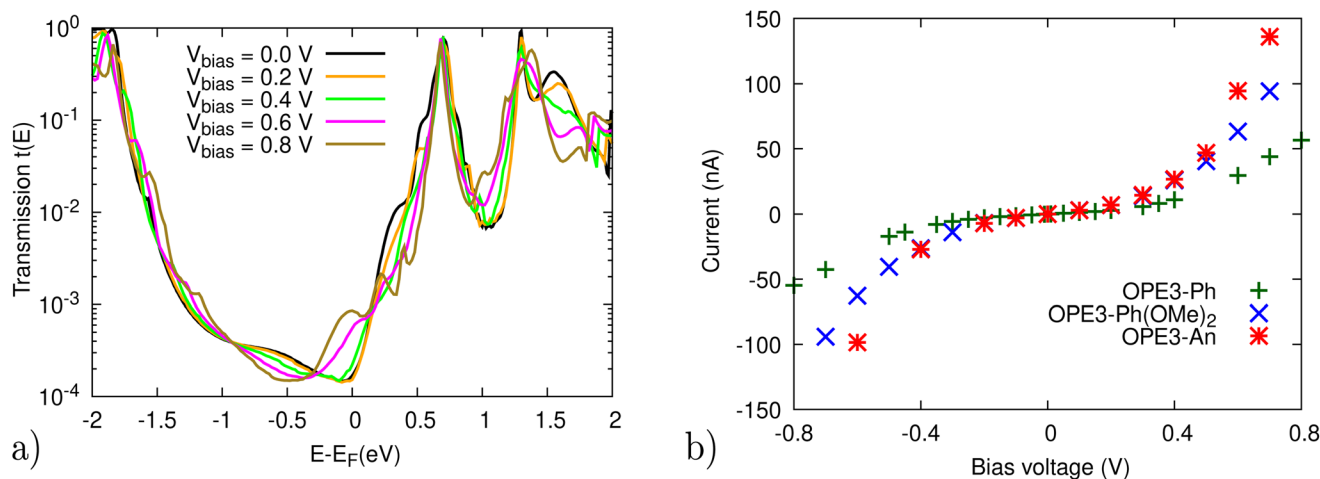 Transmission t(E)
10^0
10^-1
10^-2
10^-3
10^-4
V_bias = 0.0 V
V_bias = 0.2 V
V_bias = 0.4 V
V_bias = 0.6 V
V_bias = 0.8 V
-2 -1.5 -1 -0.5 0 0.5 1 1.5 2
E-E_F(eV)
a)
Current (nA)
150
100
50
0
-50
-100
-150
OPE3-Ph
OPE3-Ph(OMe)_2
OPE3-An
-0.8 -0.4 0 0.4 0.8
Bias voltage (V)
b)